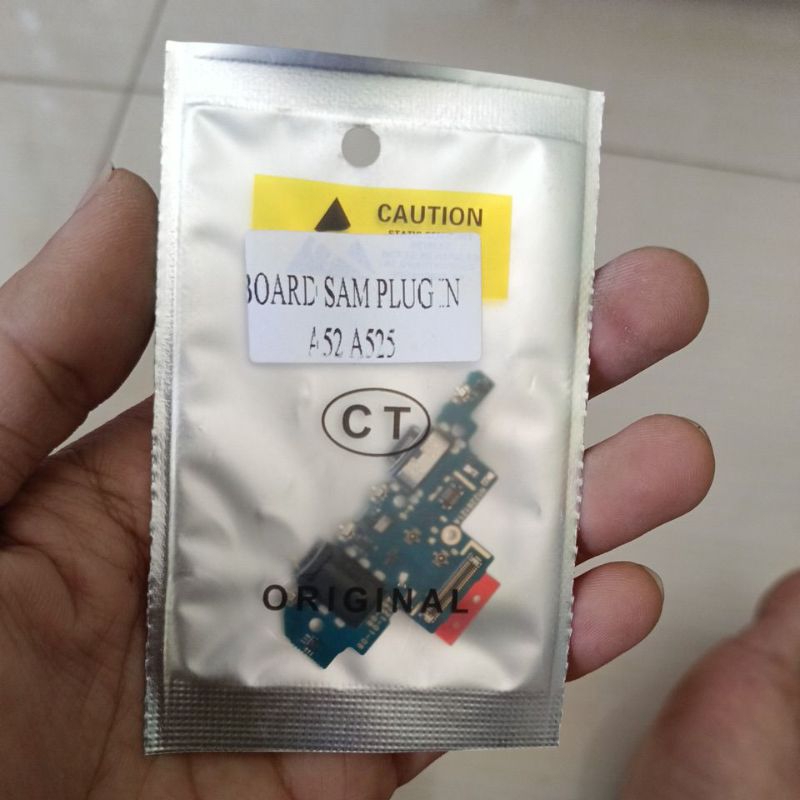 CAUTION
BOARD SAM PLUG IN
A52 A525
CT
ORIGINAL